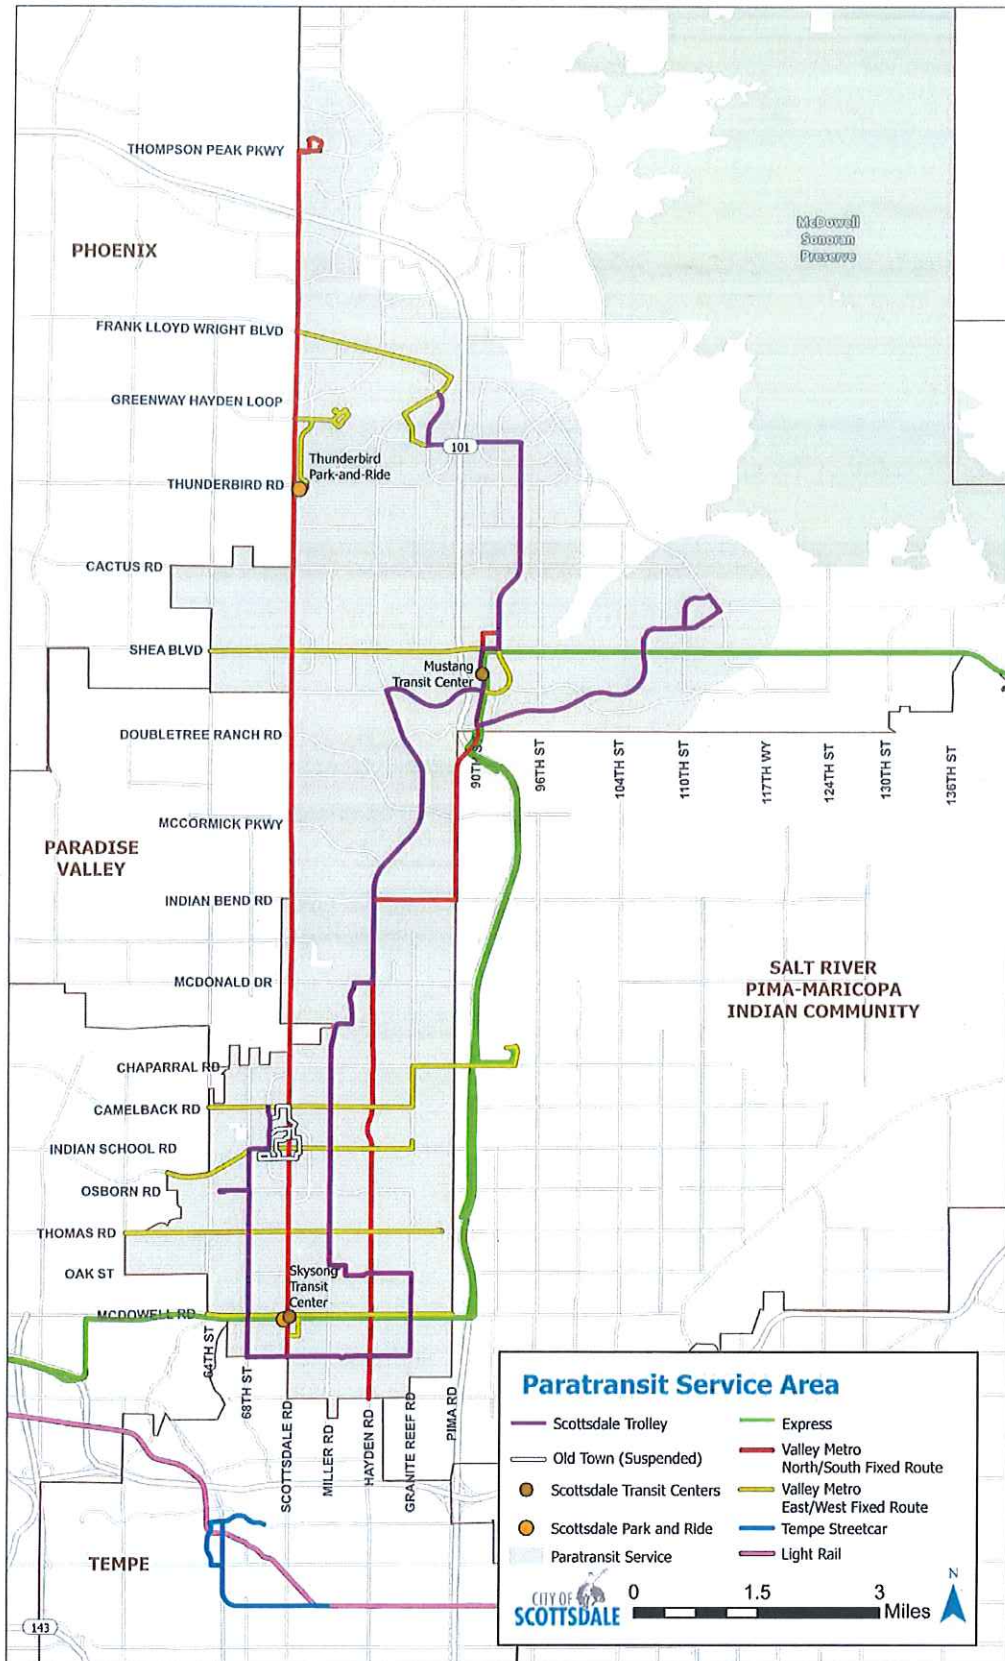 THOMPSON PEAK PKWY
PHOENIX
McDowell
Sonoran
Preserve
FRANK LLOYD WRIGHT BLVD
GREENWAY HAYDEN LOOP
101
Thunderbird
Park-and-Ride
THUNDERBIRD RD
CACTUS RD
SHEA BLVD
Mustang
Transit Center
DOUBLETREE RANCH RD
90TH S
96TH ST
104TH ST
110TH ST
117TH WY
124TH ST
130TH ST
136TH ST
MCCORMICK PKWY
PARADISE
VALLEY
INDIAN BEND RD
MCDONALD DR
SALT RIVER
PIMA-MARICOPA
INDIAN COMMUNITY
CHAPARRAL RD
CAMELBACK RD
INDIAN SCHOOL RD
OSBORN RD
THOMAS RD
OAK ST
Skysong
Transit
Center
MCDOWELL RD
64TH ST
68TH ST
SCOTTSDALE RD
MILLER RD
HAYDEN RD
GRANITE REEF RD
PIMA RD
TEMPE
143
Paratransit Service Area
Scottsdale Trolley
Old Town (Suspended)
Scottsdale Transit Centers
Scottsdale Park and Ride
Paratransit Service
Express
Valley Metro
North/South Fixed Route
Valley Metro
East/West Fixed Route
Tempe Streetcar
Light Rail
CITY OF
SCOTTSDALE
0 1.5 3
Miles
N